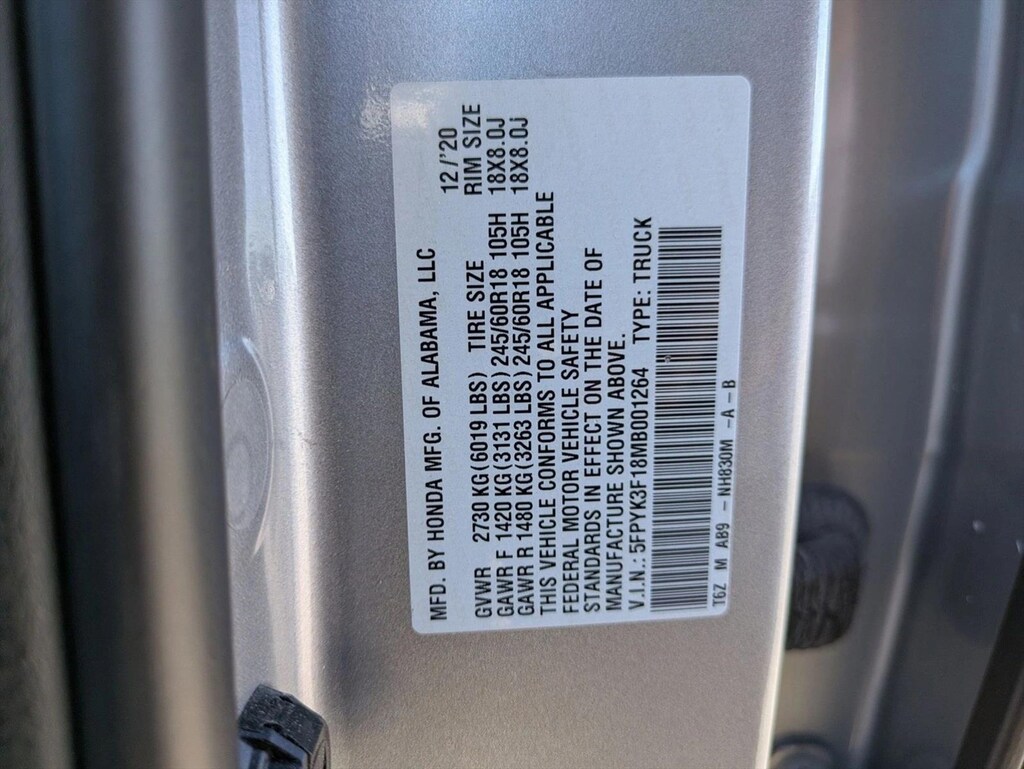 MFD. BY HONDA MFG. OF ALABAMA, LLC
12/'20
GVWR 2730 KG(6019 LBS) TIRE SIZE RIM SIZE
GAWR F 1420 KG(3131 LBS) 245/60R18 105H 18X8.0J
GAWR R 1480 KG(3263 LBS) 245/60R18 105H 18X8.0J
THIS VEHICLE CONFORMS TO ALL APPLICABLE
FEDERAL MOTOR VEHICLE SAFETY
STANDARDS IN EFFECT ON THE DATE OF
MANUFACTURE SHOWN ABOVE.
V.I.N.: 5FPYK3F18MB001264 TYPE: TRUCK
T6Z M AB9 - NH830M -A-B